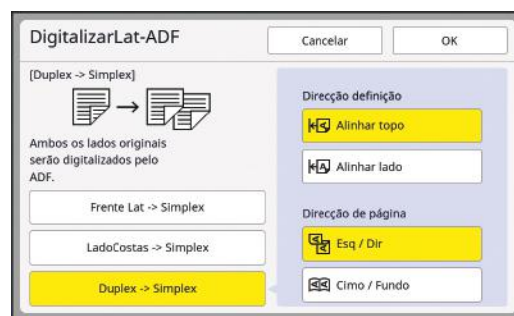 DigitalizarLat-ADF
Cancelar
OK
[Duplex -> Simplex]
Ambos os lados originais
serão digitalizados pelo
ADF.
Frente Lat -> Simplex
LadoCostas -> Simplex
Duplex -> Simplex
Direcção definição
Alinhar topo
Alinhar lado
Direcção de página
Esq / Dir
Cimo / Fundo